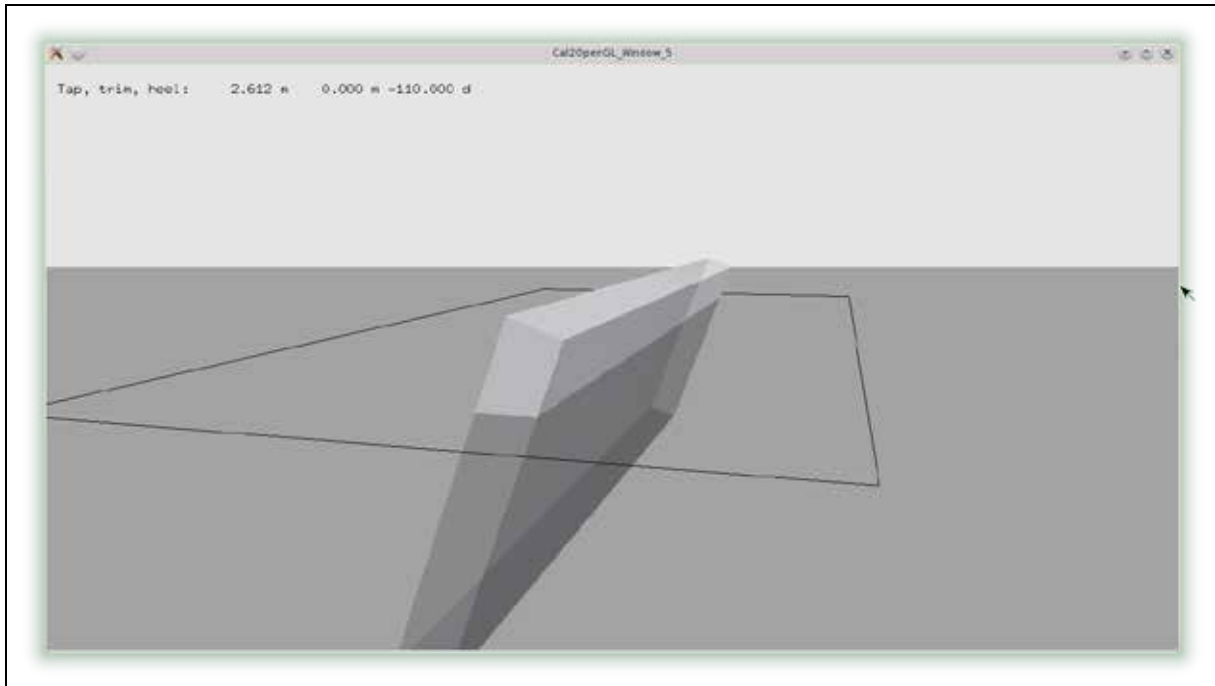 Cal2OpenGL_Window_5
Tap, trim, heel: 2.612 m 0.000 m -110.000 d